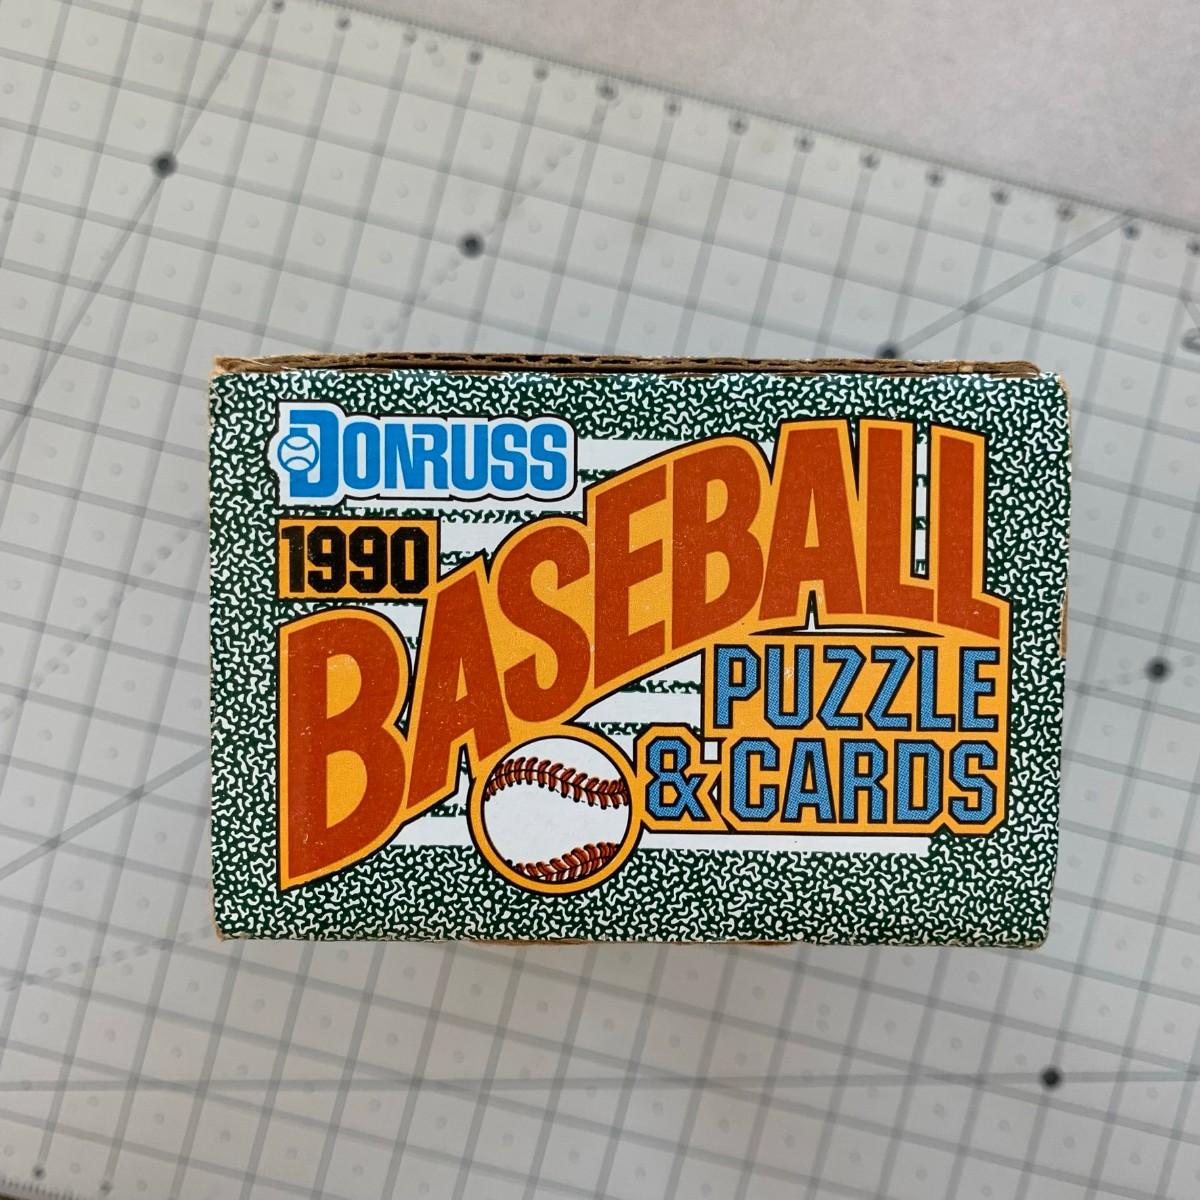 DONRUSS
1990
BASEBALL
PUZZLE
& CARDS